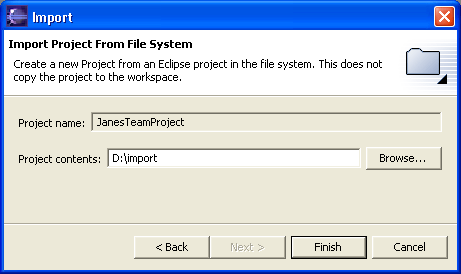 Import
Import Project From File System
Create a new Project from an Eclipse project in the file system. This does not
copy the project to the workspace.
Project name: JanesTeamProject
Project contents: D:\import Browse...
< Back Next > Finish Cancel